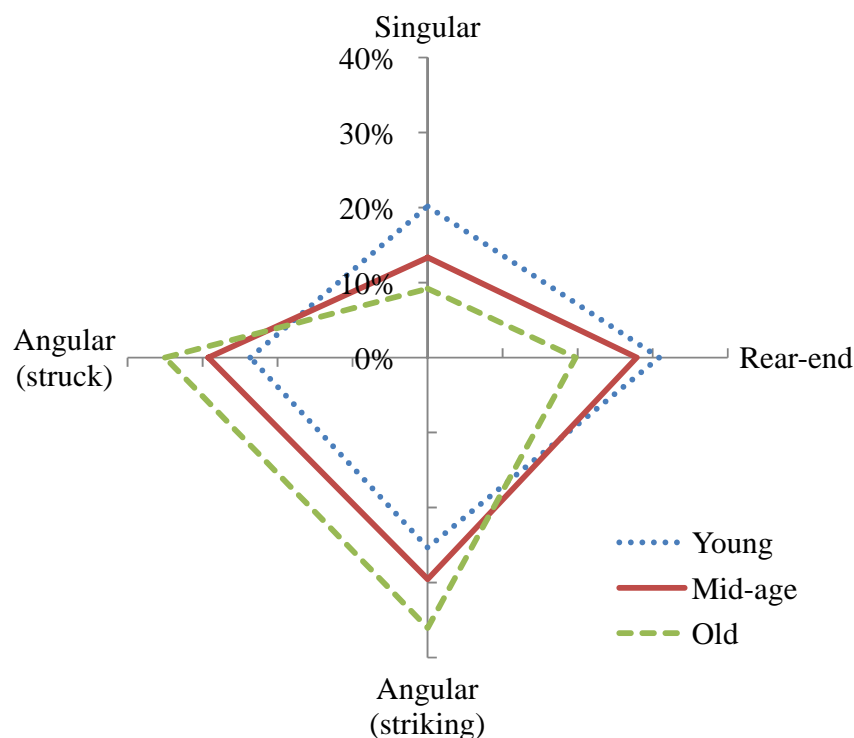 Singular
40%
30%
20%
10%
0%
Angular
(struck)
Rear-end
Young
Mid-age
Old
Angular
(striking)